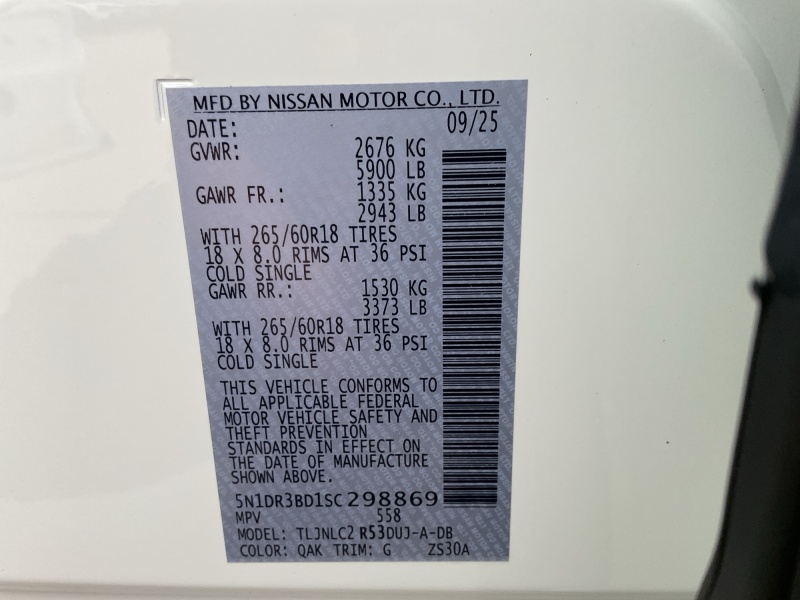 MFD BY NISSAN MOTOR CO., LTD.
DATE: 09/25
GVWR: 2676 KG
5900 LB
GAWR FR.: 1335 KG
2943 LB
WITH 265/60R18 TIRES
18 X 8.0 RIMS AT 36 PSI
COLD SINGLE
GAWR RR.: 1530 KG
3373 LB
WITH 265/60R18 TIRES
18 X 8.0 RIMS AT 36 PSI
COLD SINGLE
THIS VEHICLE CONFORMS TO
ALL APPLICABLE FEDERAL
MOTOR VEHICLE SAFETY AND
THEFT PREVENTION
STANDARDS IN EFFECT ON
THE DATE OF MANUFACTURE
SHOWN ABOVE.
5N1DR3BD1SC298869
MPV 558
MODEL: TLJNLC2 R53DUJ-A-DB
COLOR: QAK TRIM: G ZS30A